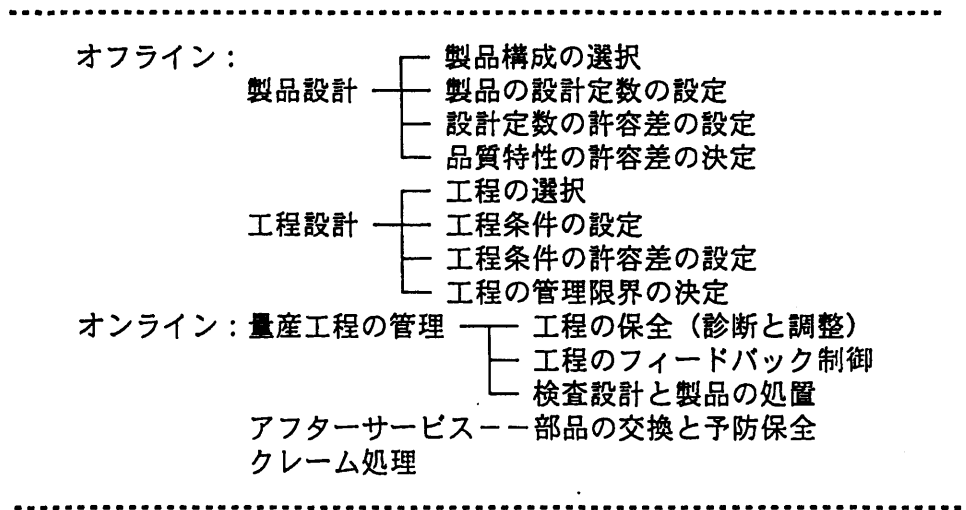 オフライン：
製品構成の選択
製品設計 製品の設計定数の設定
設計定数の許容差の設定
品質特性の許容差の決定
工程の選択
工程設計 工程条件の設定
工程条件の許容差の設定
工程の管理限界の決定
オンライン：量産工程の管理 工程の保全（診断と調整）
工程のフィードバック制御
検査設計と製品の処置
アフターサービス－－部品の交換と予防保全
クレーム処理